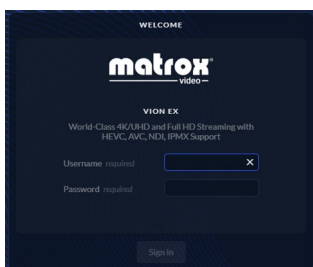 WELCOME
matrox®
video
VION EX
World-Class 4K/UHD and Full HD Streaming with
HEVC, AVC, NDI, IPMX Support
Username required
Password required
Sign in